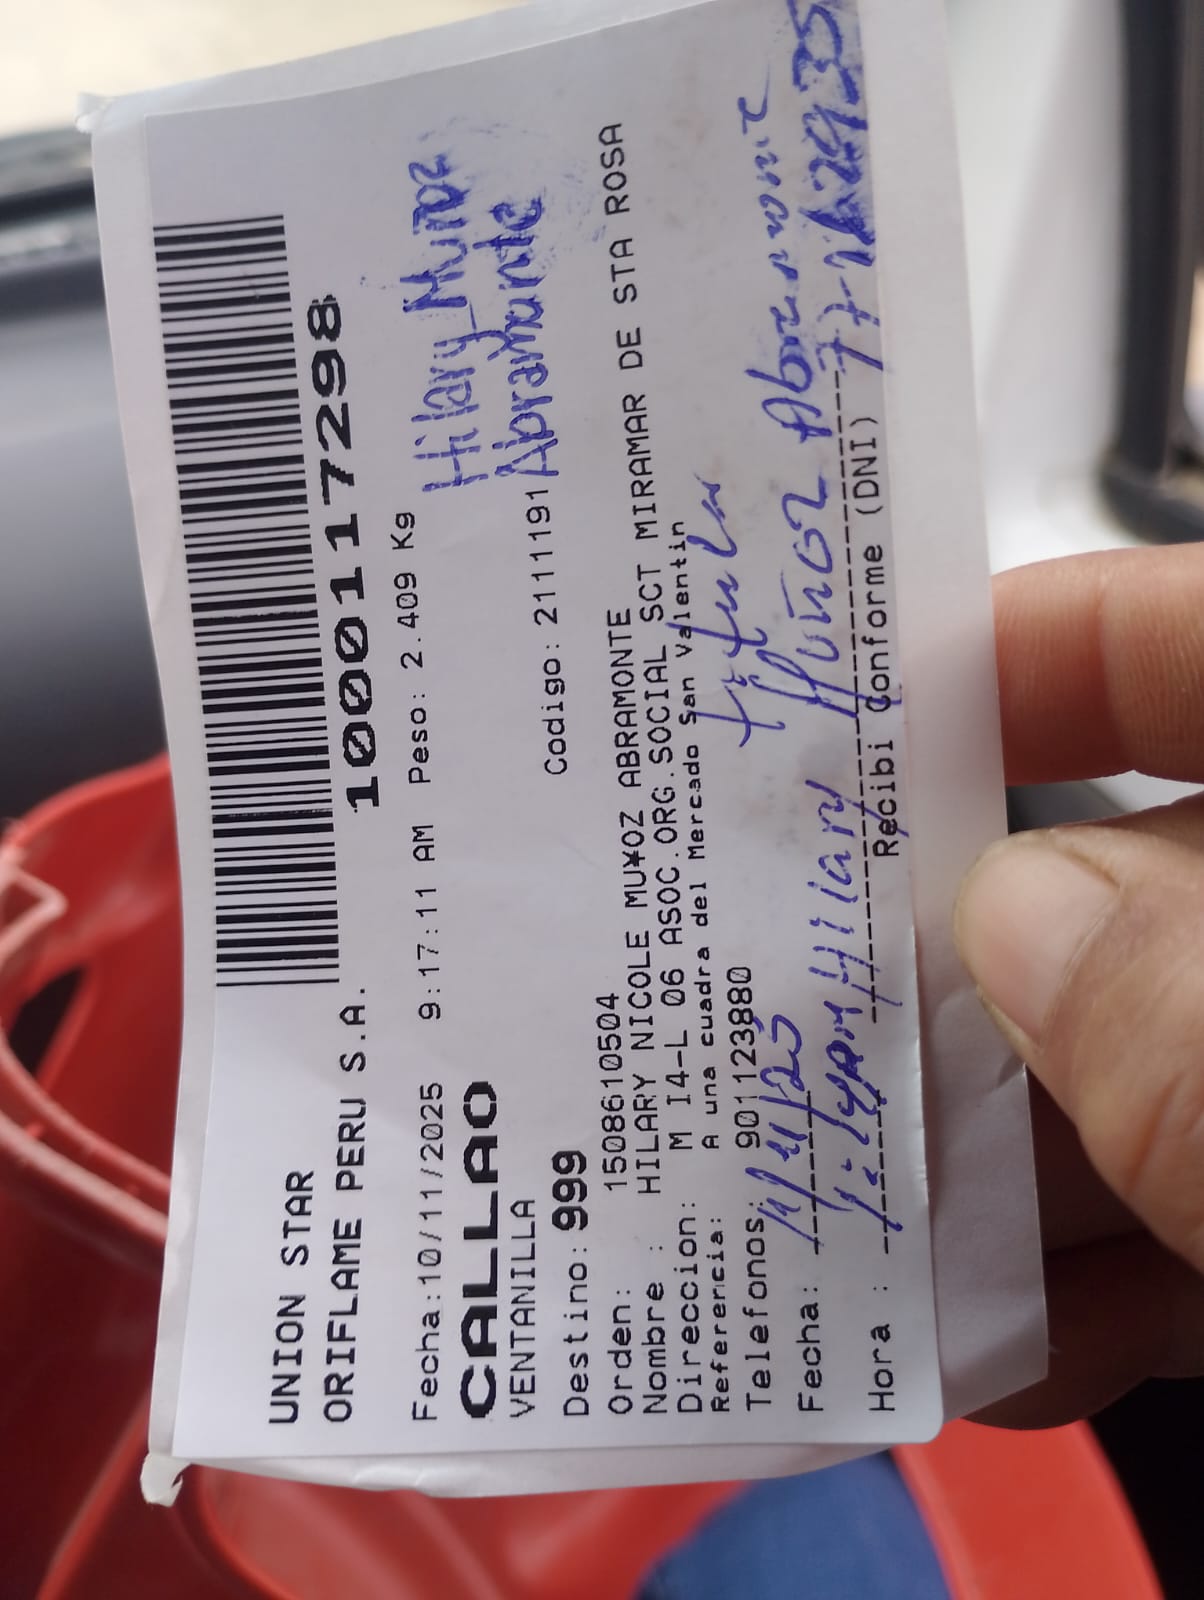 UNION STAR
ORIFLAME PERU S.A.
1000117298
Fecha:10/11/2025 9:17:11 AM Peso: 2.409 Kg
Hilary Muñoz
Abramonte
CALLAO
VENTANILLA
Codigo: 2111191
Destino: 999
Orden: 1508610504
Nombre : HILARY NICOLE MU¥OZ ABRAMONTE
Direccion: M I4-L 06 ASOC.ORG.SOCIAL SCT MIRAMAR DE STA ROSA
Referencia: A una cuadra del Mercado San Valentin
Telefonos: 901123880
Fecha: 11/11/25
Hora : Hilary Muñoz Abramonte
Recibi Conforme (DNI)